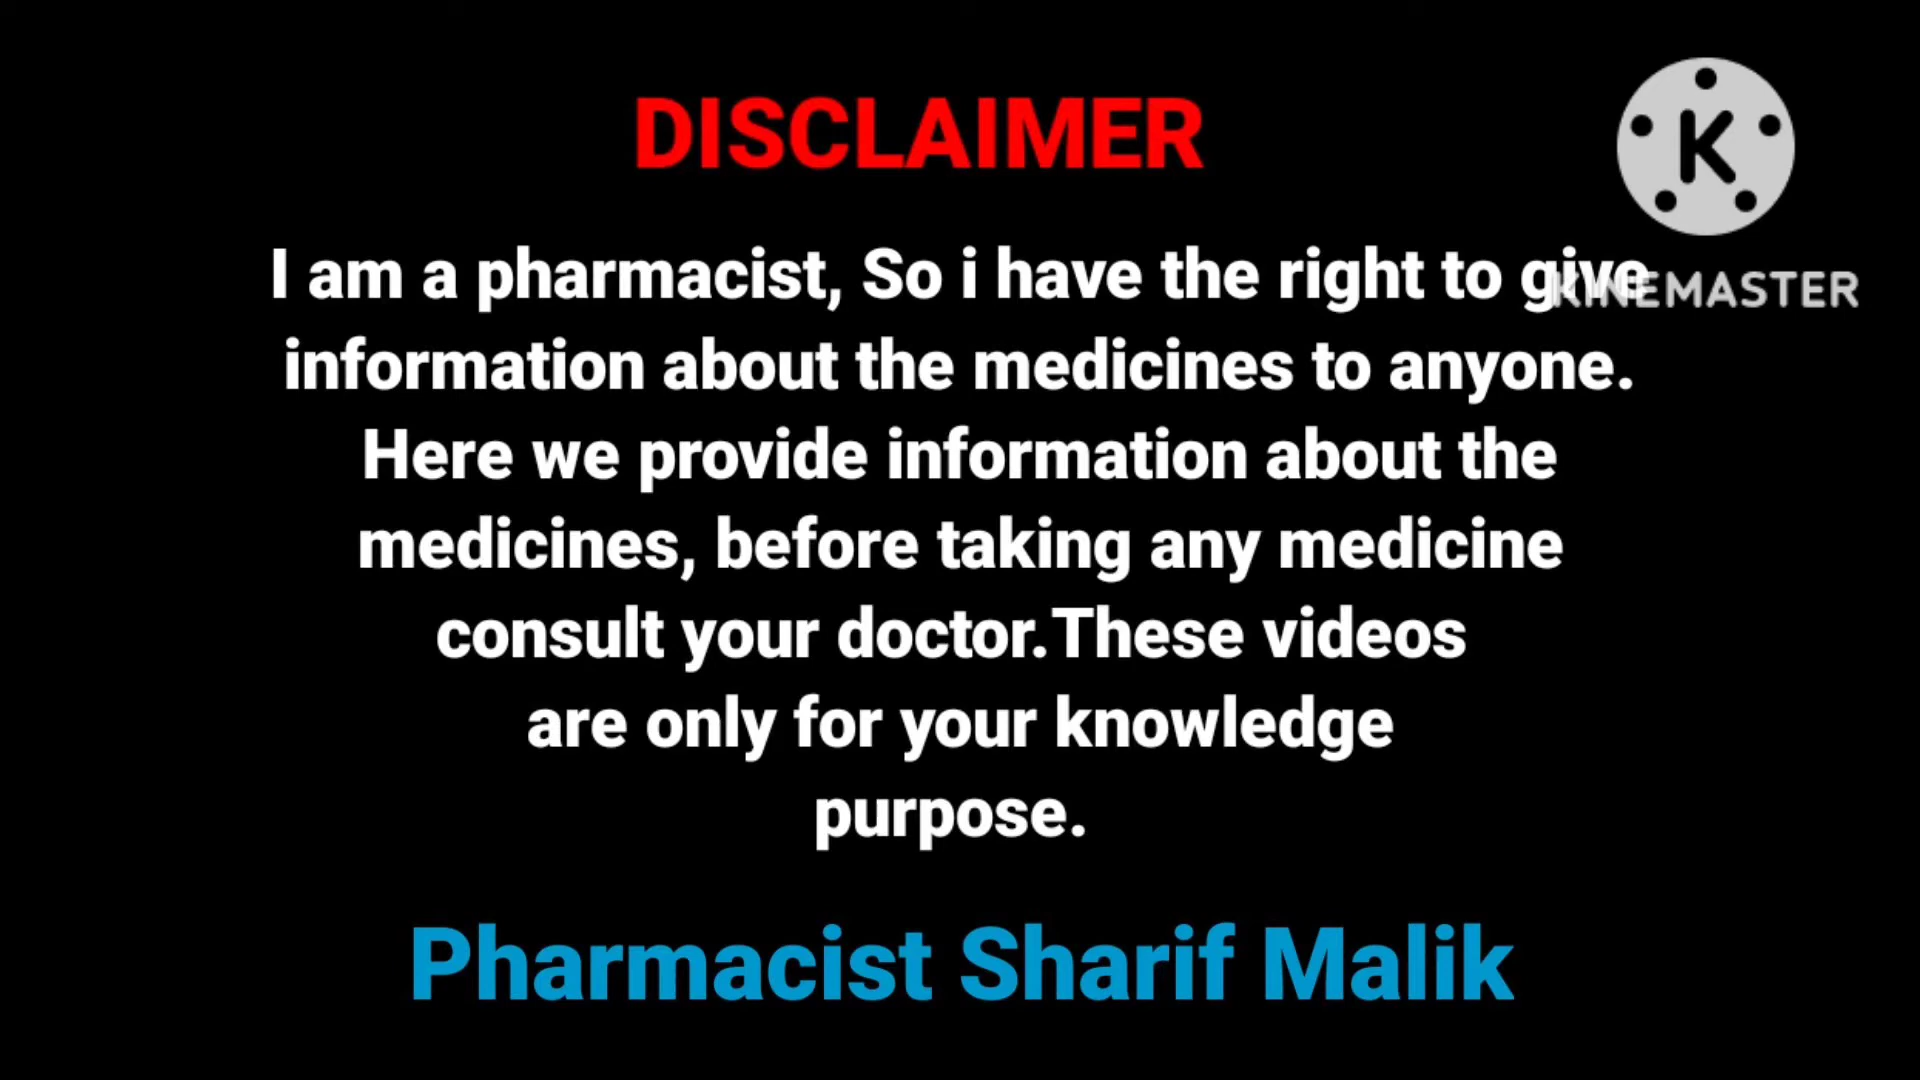 DISCLAIMER
K
I am a pharmacist, So i have the right to give
KINEMASTER
information about the medicines to anyone.
Here we provide information about the
medicines, before taking any medicine
consult your doctor.These videos
are only for your knowledge
purpose.
Pharmacist Sharif Malik